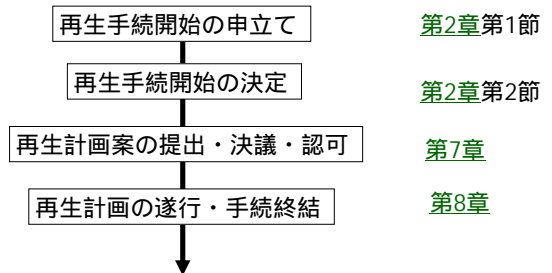 再生手続開始の申立て 第2章第1節
再生手続開始の決定 第2章第2節
再生計画案の提出・決議・認可 第7章
再生計画の遂行・手続終結 第8章